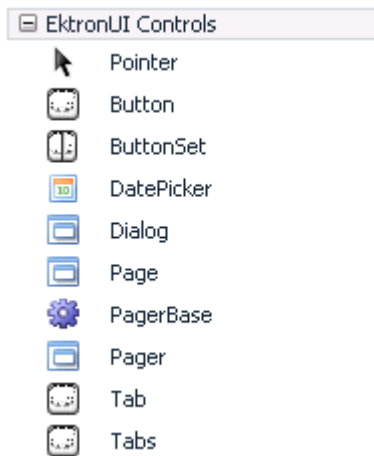 EktronUI Controls
Pointer
Button
ButtonSet
DatePicker
Dialog
Page
PagerBase
Pager
Tab
Tabs